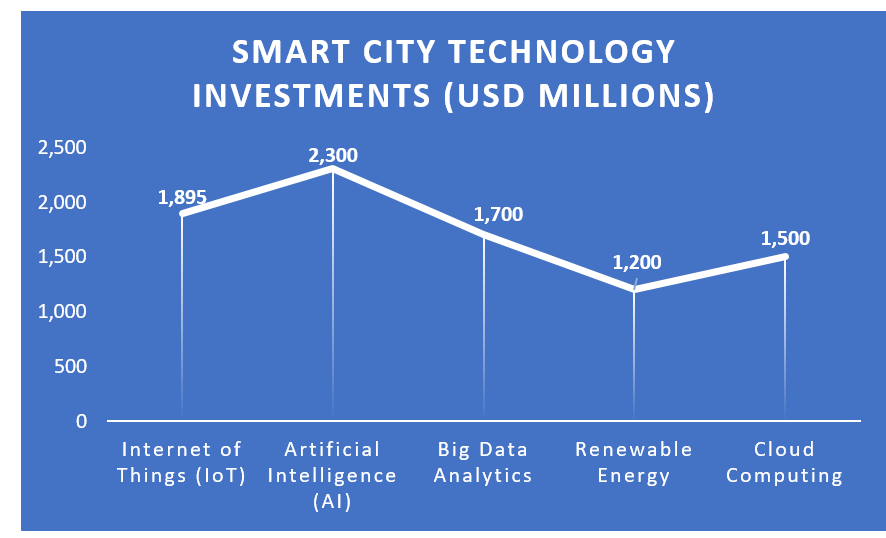 SMART CITY TECHNOLOGY
INVESTMENTS (USD MILLIONS)
2,500
2,000
1,500
1,000
500
0
1,895
2,300
1,700
1,200
1,500
Internet of
Things (IoT)
Artificial
Intelligence
(AI)
Big Data
Analytics
Renewable
Energy
Cloud
Computing